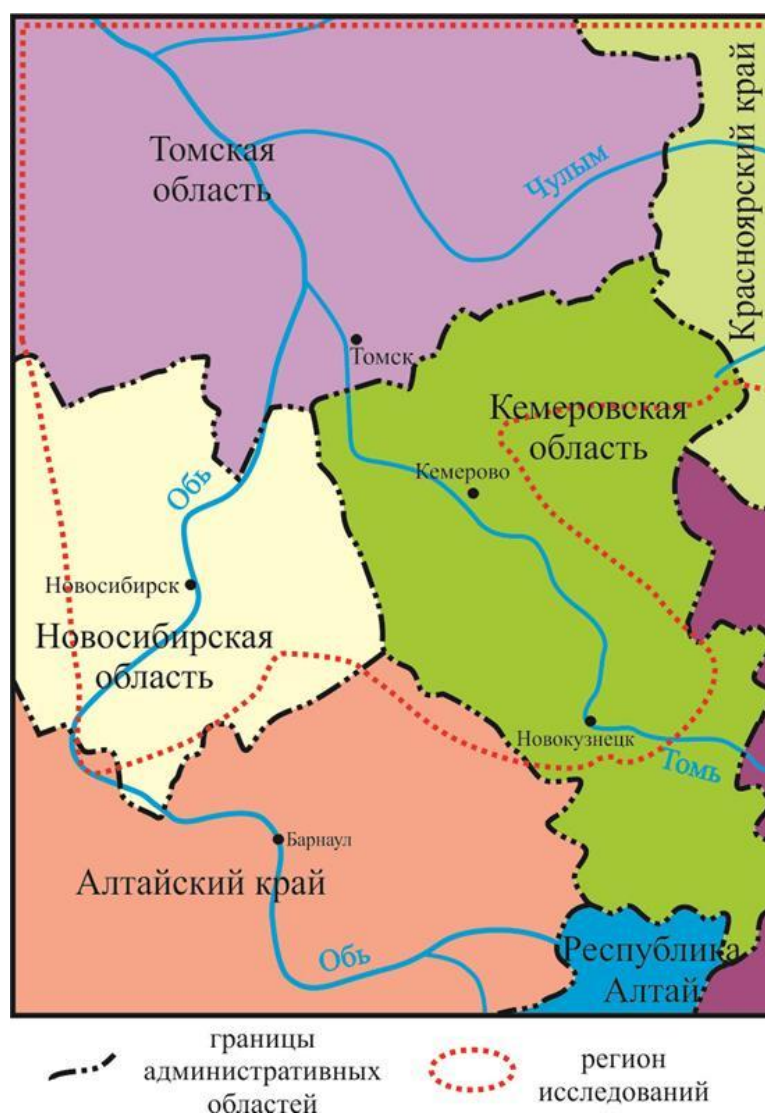 Томская
область
Чулым
Красноярский край
Томск
Кемеровская
область
Обь
Кемерово
Новосибирск
Новосибирская
область
Новокузнецк
Томь
Барнаул
Алтайский край
Обь
Республика
Алтай
границы
административных
областей
регион
исследований